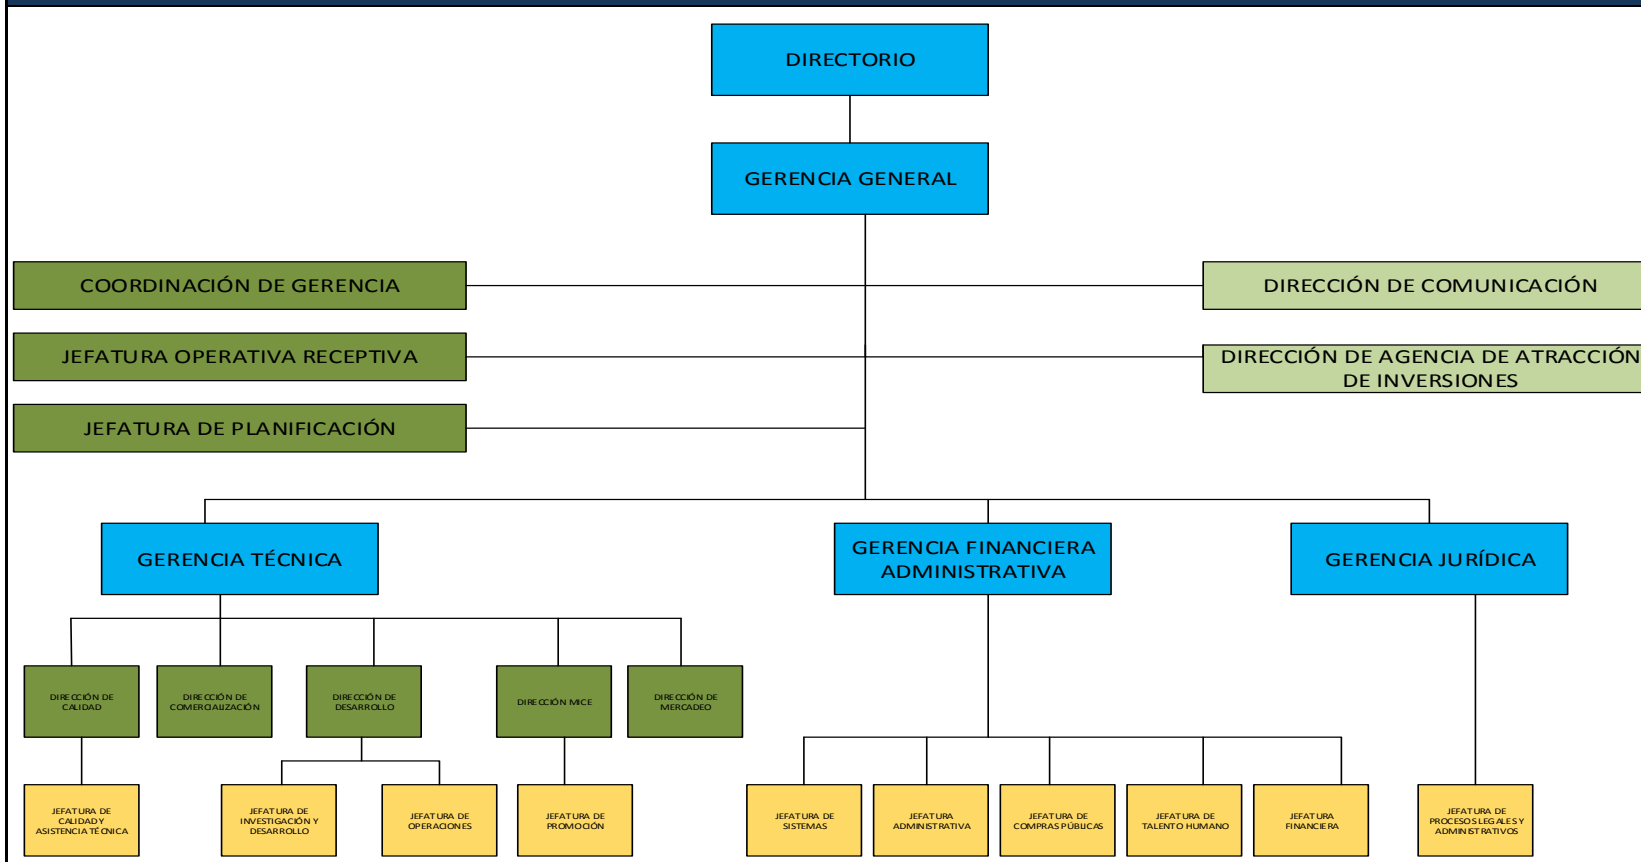 DIRECTORIO
GERENCIA GENERAL
COORDINACIÓN DE GERENCIA
DIRECCIÓN DE COMUNICACIÓN
JEFATURA OPERATIVA RECEPTIVA
DIRECCIÓN DE AGENCIA DE ATRACCIÓN
DE INVERSIONES
JEFATURA DE PLANIFICACIÓN
GERENCIA TÉCNICA
GERENCIA FINANCIERA
ADMINISTRATIVA
GERENCIA JURÍDICA
DIRECCIÓN DE
CALIDAD
DIRECCIÓN DE
COMERCIALIZACIÓN
DIRECCIÓN DE
DESARROLLO
DIRECCIÓN MICE
DIRECCIÓN DE
MERCADEO
JEFATURA DE
CALIDAD Y
ASISTENCIA TÉCNICA
JEFATURA DE
INVESTIGACIÓN Y
DESARROLLO
JEFATURA DE
OPERACIONES
JEFATURA DE
PROMOCIÓN
JEFATURA DE
SISTEMAS
JEFATURA
ADMINISTRATIVA
JEFATURA DE
COMPRAS PÚBLICAS
JEFATURA DE
TALENTO HUMANO
JEFATURA
FINANCIERA
JEFATURA DE
PROCESOS LEGALES Y
ADMINISTRATIVOS